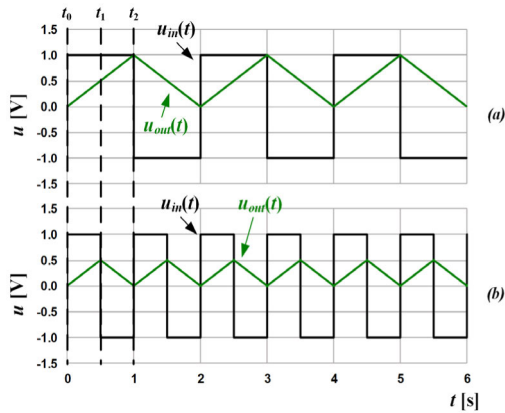 t0 t1 t2
1.5
1.0
0.5
0.0
-0.5
-1.0
-1.5
u [V]
uin(t)
uout(t)
(a)
1.5
1.0
0.5
0.0
-0.5
-1.0
-1.5
u [V]
uin(t) uout(t)
(b)
0 1 2 3 4 5 6
t [s]